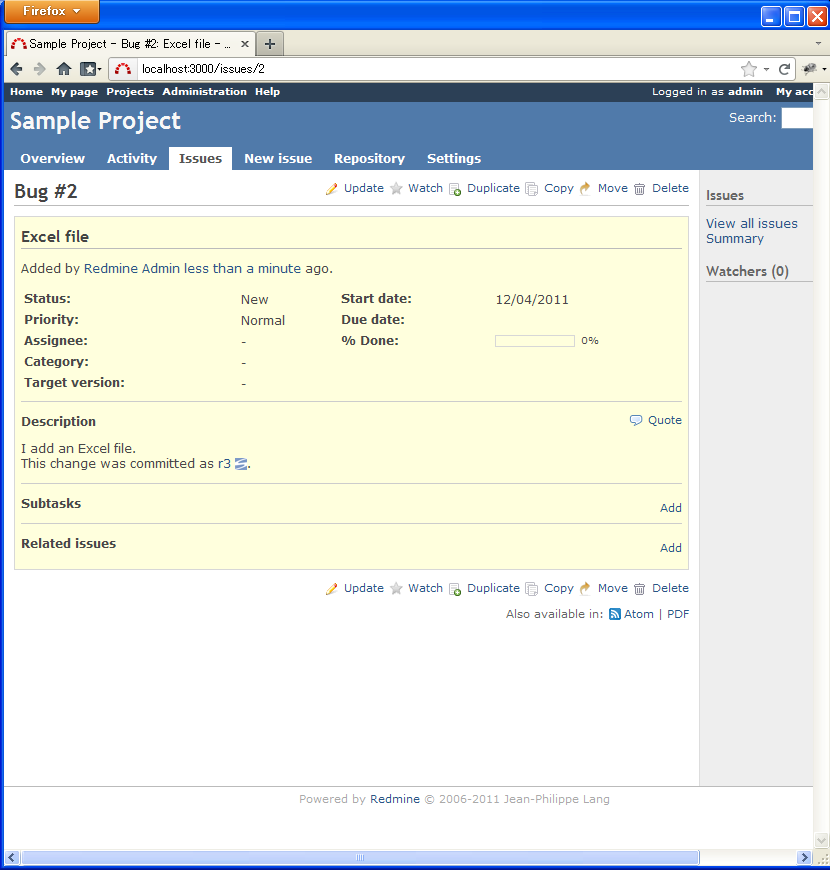 Firefox
Sample Project - Bug #2: Excel file - ...
localhost:3000/issues/2
Home My page Projects Administration Help Logged in as admin My acc
Sample Project Search:
Overview Activity Issues New issue Repository Settings
Bug #2 Update Watch Duplicate Copy Move Delete
Issues
View all issues
Summary
Watchers (0)
Excel file
Added by Redmine Admin less than a minute ago.
Status: New Start date: 12/04/2011
Priority: Normal Due date:
Assignee: - % Done: 0%
Category: -
Target version: -
Description Quote
I add an Excel file.
This change was committed as r3 .
Subtasks Add
Related issues Add
Update Watch Duplicate Copy Move Delete
Also available in: Atom | PDF
Powered by Redmine © 2006-2011 Jean-Philippe Lang